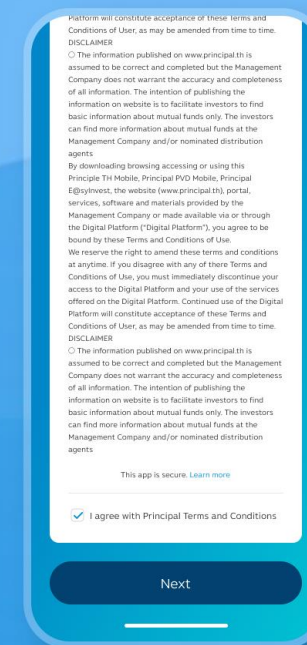 Platform will constitute acceptance of these Terms and
Conditions of User, as may be amended from time to time.
DISCLAIMER
○ The information published on www.principal.th is
assumed to be correct and completed but the Management
Company does not warrant the accuracy and completeness
of all information. The intention of publishing the
information on website is to facilitate investors to find
basic information about mutual funds only. The investors
can find more information about mutual funds at the
Management Company and/or nominated distribution
agents
By downloading browsing accessing or using this
Principle TH Mobile, Principal PVD Mobile, Principal
E@syInvest, the website (www.principal.th), portal,
services, software and materials provided by the
Management Company or made available via or through
the Digital Platform ("Digital Platform"), you agree to be
bound by these Terms and Conditions of Use.
We reserve the right to amend these terms and conditions
at anytime. If you disagree with any of there Terms and
Conditions of Use, you must immediately discontinue your
access to the Digital Platform and your use of the services
offered on the Digital Platform. Continued use of the Digital
Platform will constitute acceptance of these Terms and
Conditions of User, as may be amended from time to time.
DISCLAIMER
○ The information published on www.principal.th is
assumed to be correct and completed but the Management
Company does not warrant the accuracy and completeness
of all information. The intention of publishing the
information on website is to facilitate investors to find
basic information about mutual funds only. The investors
can find more information about mutual funds at the
Management Company and/or nominated distribution
agents
This app is secure. Learn more
I agree with Principal Terms and Conditions
Next